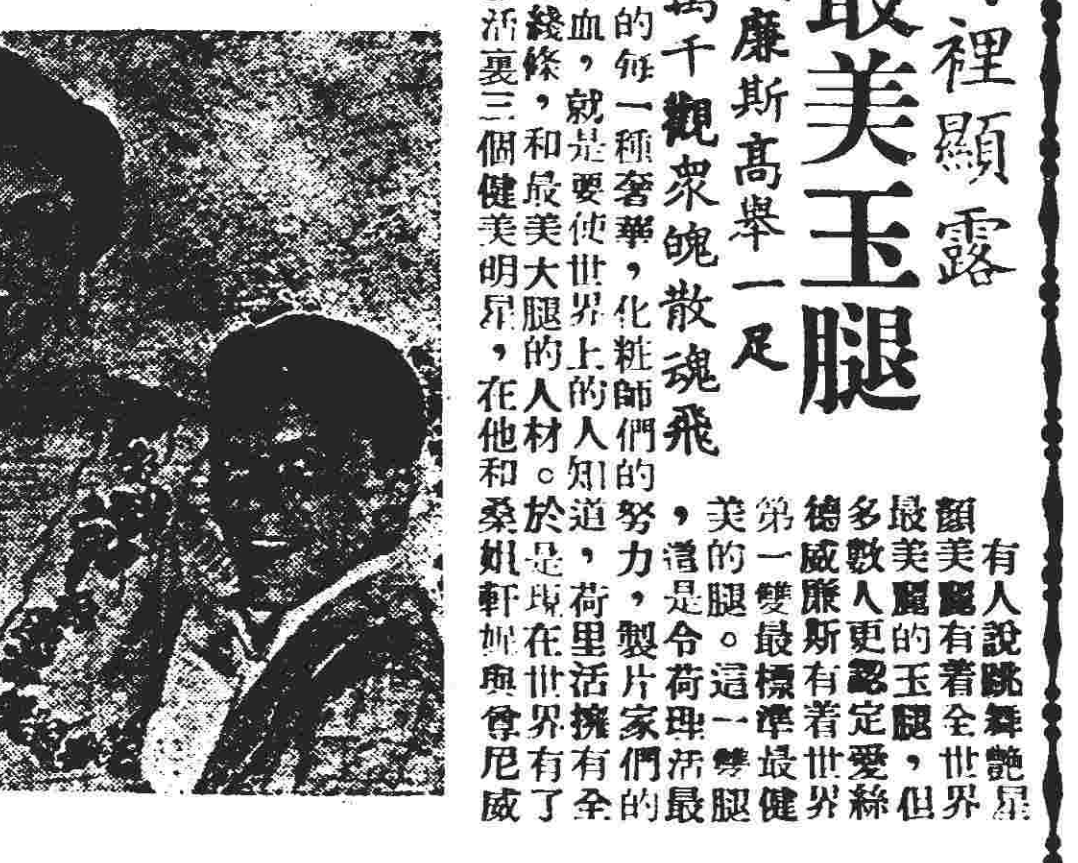 裡顯露
最美玉腿
廉斯高舉一足
萬千觀眾魄散魂飛
有人說跳舞艷星
顏美麗有着全世界
最美麗的玉腿,但
多數人更認定愛絲
德威廉斯有着世界
第一雙最標準最健
美的腿。這一雙腿
,這是令荷理活最
的每一種奢華,化粧師們的努力,製片家們的
血,就是要使世界上的人知道,荷里活擁有全
綫條,和最美大腿的人材。於是現在世界有了
活裏三個健美明星,在他和桑姐軒妮與曾尼威